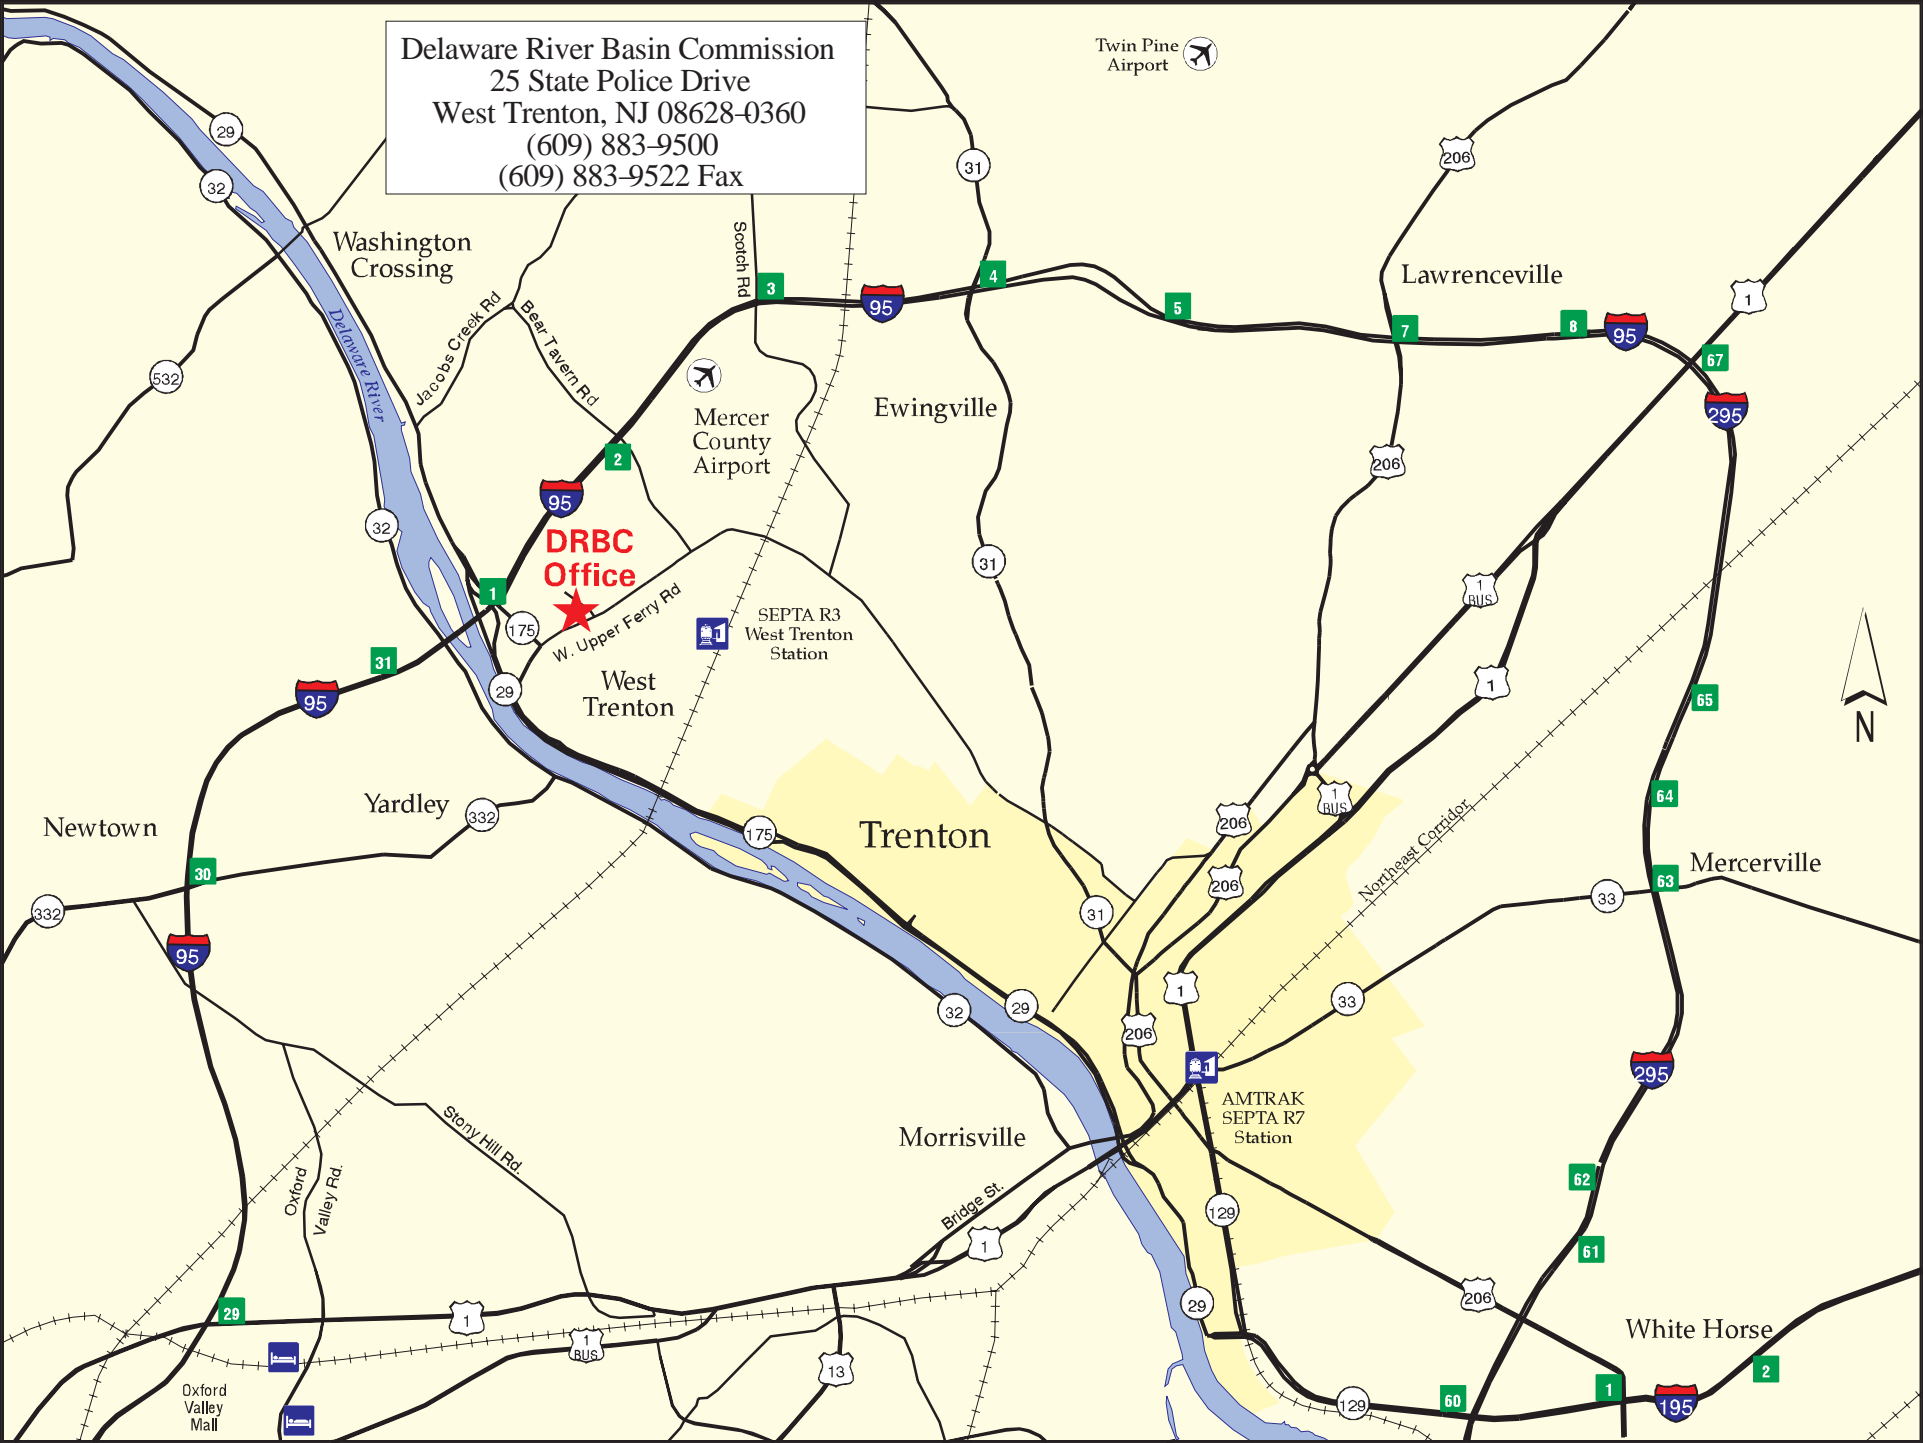 Delaware River Basin Commission
25 State Police Drive
West Trenton, NJ 08628-0360
(609) 883-9500
(609) 883-9522 Fax
Twin Pine
Airport
29
32
31
206
Washington
Crossing
Scotch Rd
3
95
4
5
7
8
95
67
1
Lawrenceville
295
Delaware River
Jacobs Creek Rd
Bear Tavern Rd
532
Mercer
County
Airport
Ewingville
2
95
206
32
DRBC
Office
31
1
175
W. Upper Ferry Rd
SEPTA R3
West Trenton
Station
1
BUS
31
95
29
West
Trenton
1
65
N
Yardley
332
Newtown
175
Trenton
206
1
BUS
64
Northeast Corridor
30
332
206
31
33
63
Mercerville
95
32
29
1
33
206
295
AMTRAK
SEPTA R7
Station
Morrisville
Stony Hill Rd.
Oxford
Valley Rd.
Bridge St.
129
62
1
61
29
1
29
206
White Horse
1
BUS
13
Oxford
Valley
Mall
129
60
1
195
2